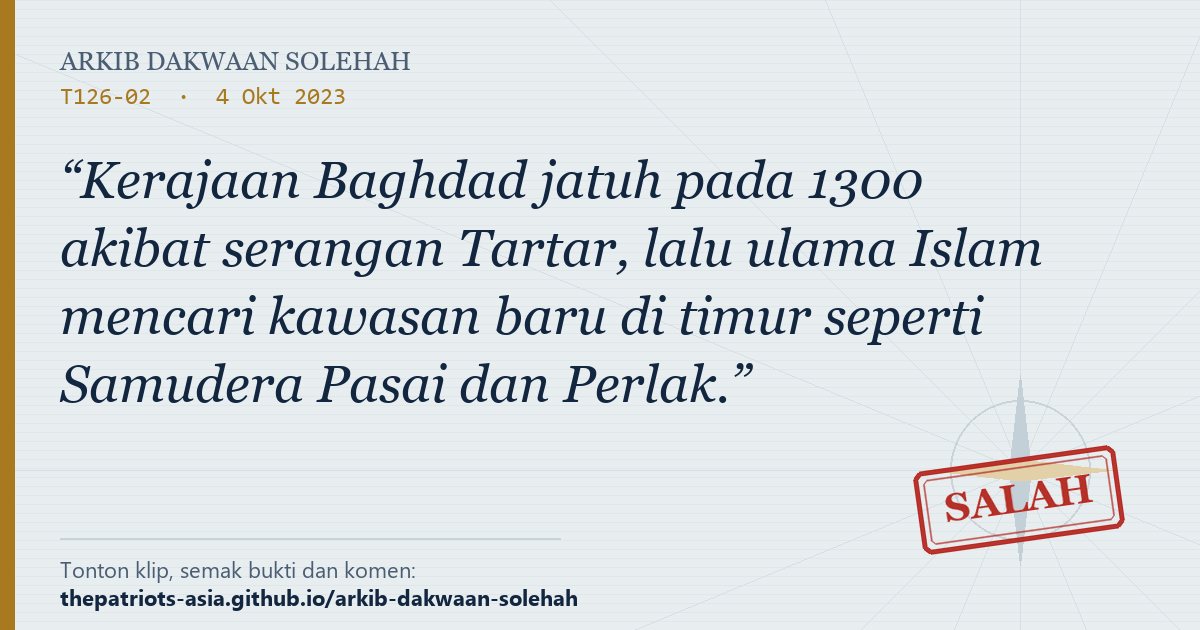 ARKIB DAKWAAN SOLEHAH
T126-02 · 4 Okt 2023
“Kerajaan Baghdad jatuh pada 1300
akibat serangan Tartar, lalu ulama Islam
mencari kawasan baru di timur seperti
Samudera Pasai dan Perlak.”
SALAH
Tonton klip, semak bukti dan komen:
thepatriots-asia.github.io/arkib-dakwaan-solehah